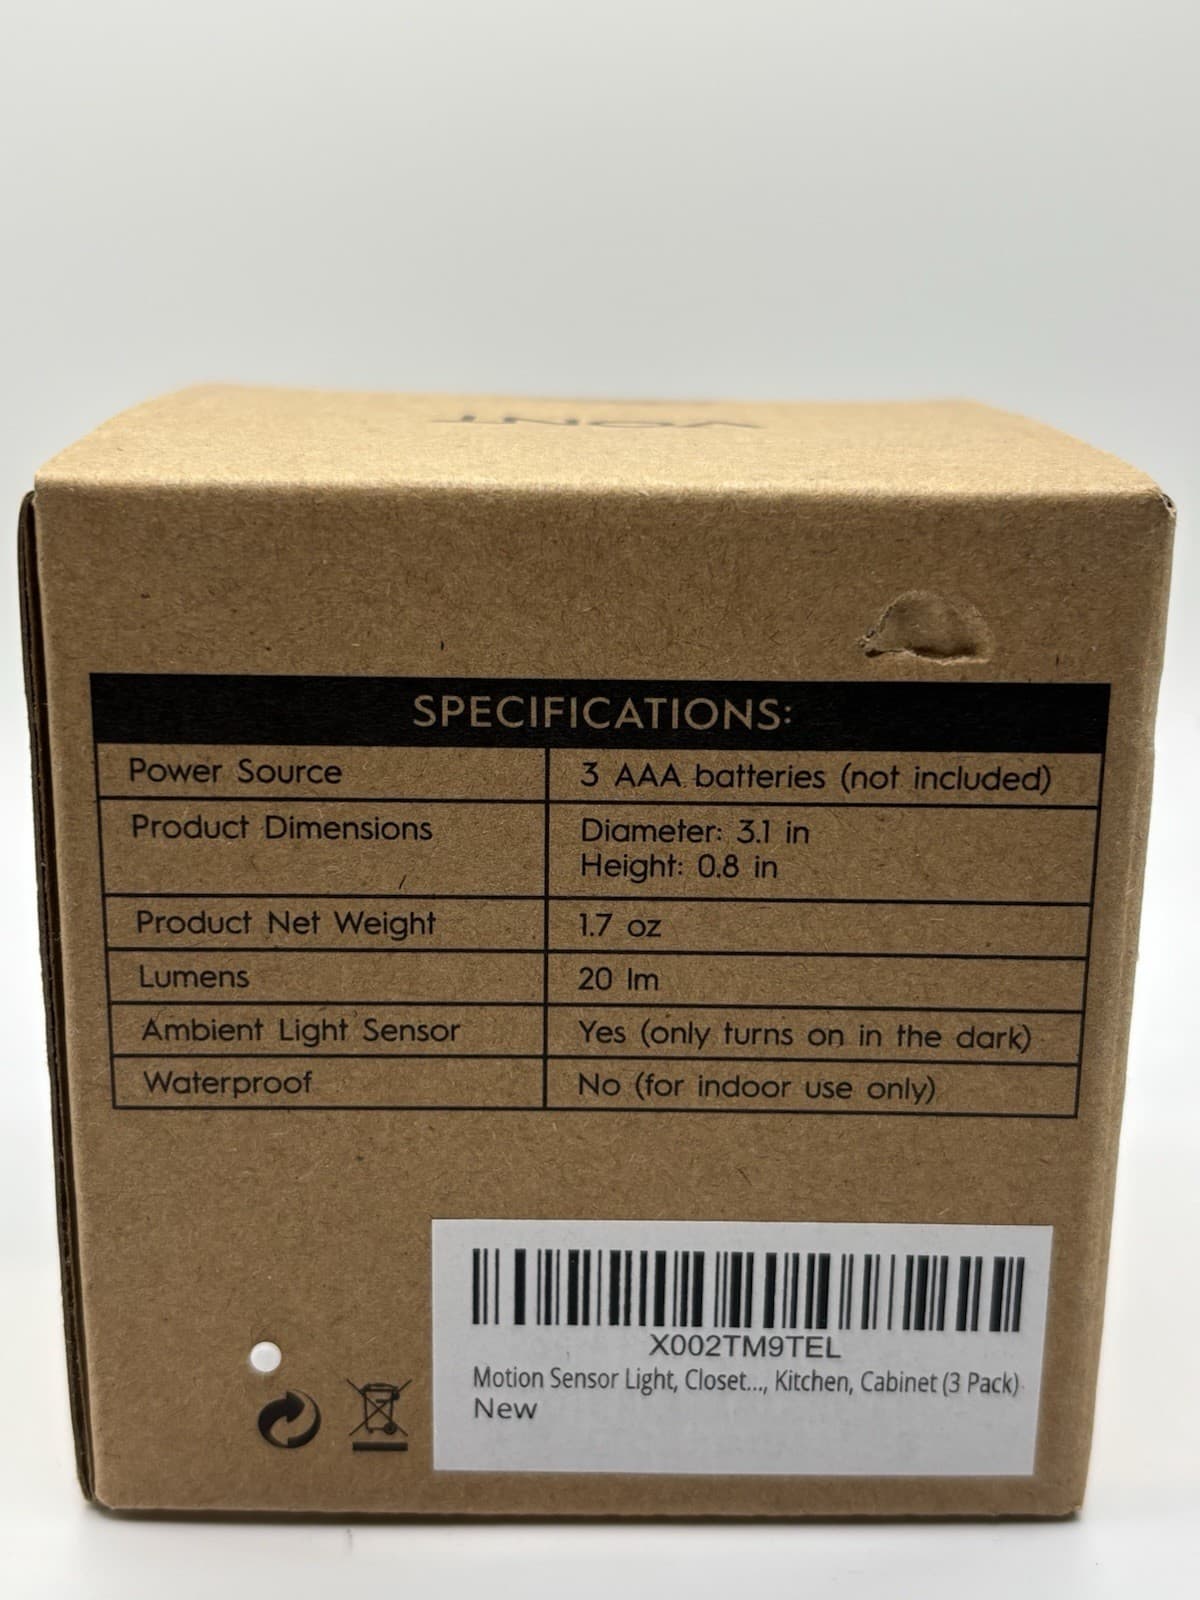 VONT
SPECIFICATIONS:
Power Source 3 AAA batteries (not included)
Product Dimensions Diameter: 3.1 in
Height: 0.8 in
Product Net Weight 1.7 oz
Lumens 20 lm
Ambient Light Sensor Yes (only turns on in the dark)
Waterproof No (for indoor use only)
X002TM9TEL
Motion Sensor Light, Closet..., Kitchen, Cabinet (3 Pack)
New